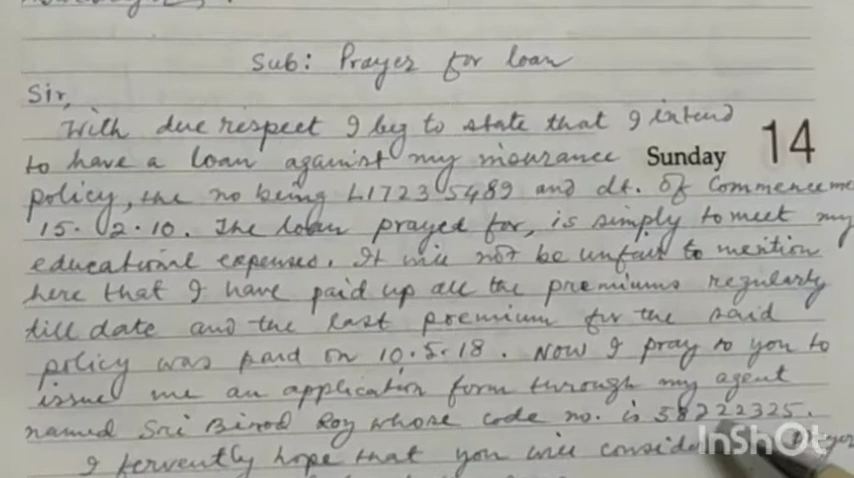 Sub: Prayer for loan
Sir,
With due respect I beg to state that I intend
to have a loan against my insurance Sunday 14
policy, the no being L17235489 and dt. of Commenceme
15.02.10. The loan prayed for, is simply to meet my
educational expenses. It will not be unfair to mention
here that I have paid up all the premiums regularly
till date and the last premium for the said
policy was paid on 10.5.18. Now I pray to you to
issue me an application form through my agent
named Sri Binod Roy whose code no. is 58222325.
I fervently hope that you will consider prayer
InShOt